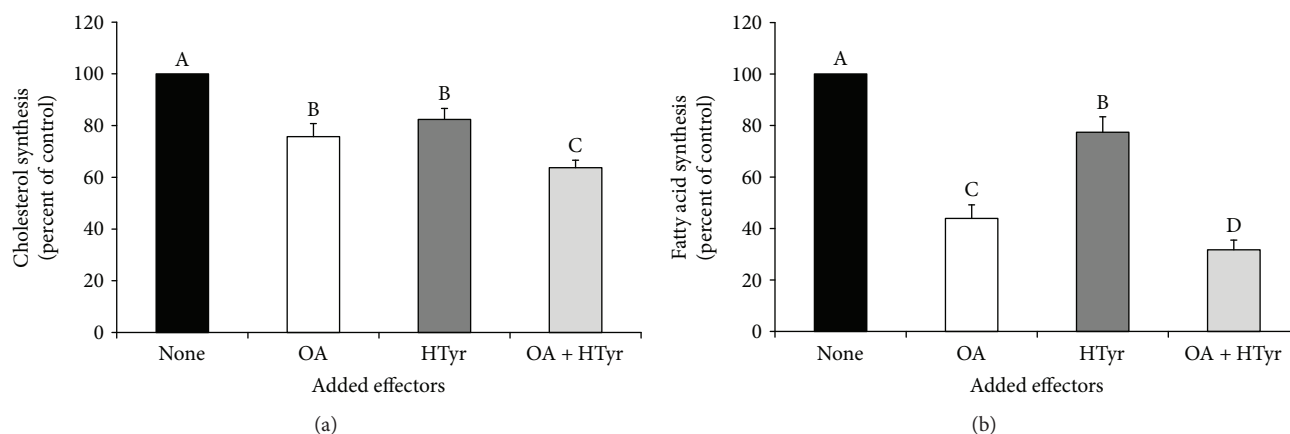 Cholesterol synthesis
(percent of control)
120
100
80
60
40
20
0
A
B
B
C
None
OA
HTyr
OA + HTyr
Added effectors
(a)
Fatty acid synthesis
(percent of control)
120
100
80
60
40
20
0
A
C
B
D
None
OA
HTyr
OA + HTyr
Added effectors
(b)